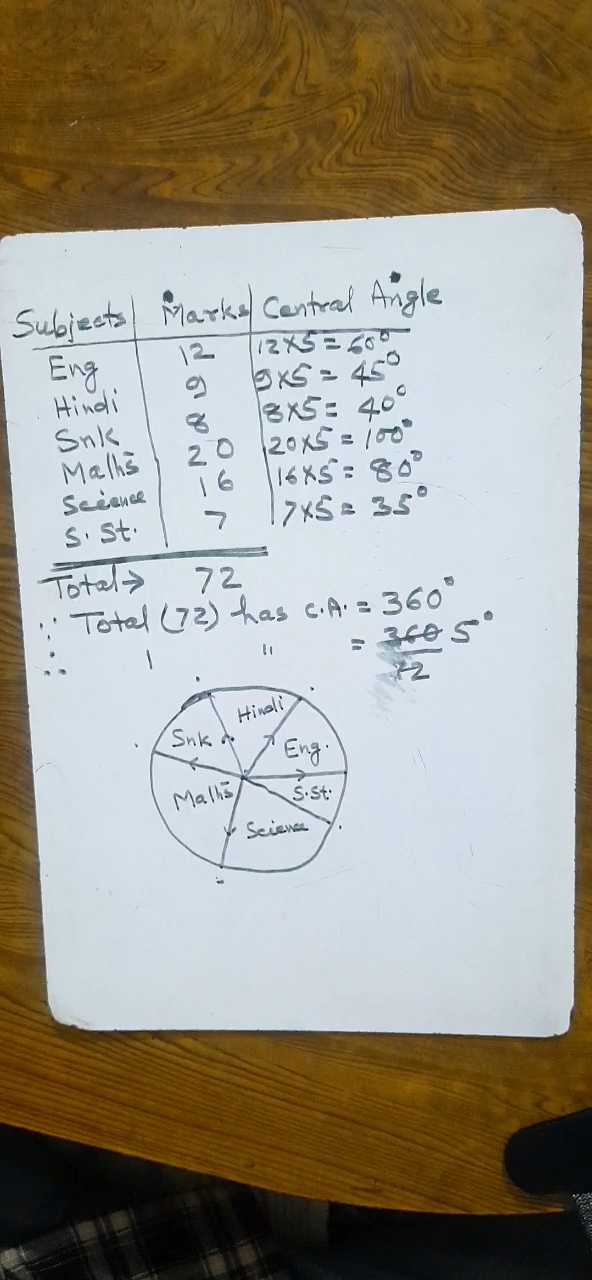 Subjects Marks Central Angle
Eng 12 12×5 = 60°
Hindi 9 9×5 = 45°
Snk 8 8×5 = 40°
Maths 20 20×5 = 100°
Science 16 16×5 = 80°
S.St. 7 7×5 = 35°
Total → 72
∵ Total (72) has C.A. = 360°
∴ 1 " = 360/72 5°
Hindi
Snk Eng.
Maths S.St.
Science